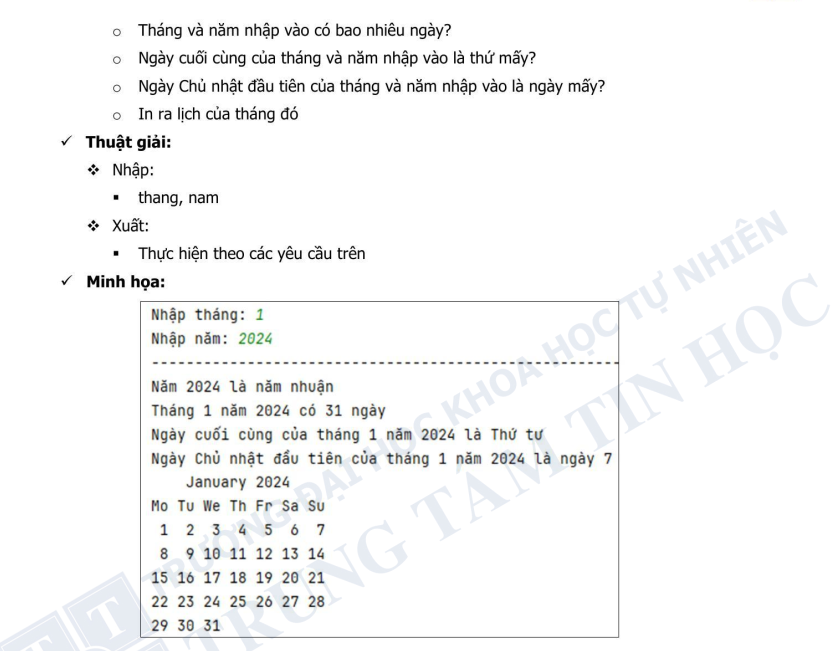 o Tháng và năm nhập vào có bao nhiêu ngày?
o Ngày cuối cùng của tháng và năm nhập vào là thứ mấy?
o Ngày Chủ nhật đầu tiên của tháng và năm nhập vào là ngày mấy?
o In ra lịch của tháng đó
✓ Thuật giải:
❖ Nhập:
▪ thang, nam
❖ Xuất:
▪ Thực hiện theo các yêu cầu trên
✓ Minh họa:
Nhập tháng: 1
Nhập năm: 2024
------------------------------------------------------
Năm 2024 là năm nhuận
Tháng 1 năm 2024 có 31 ngày
Ngày cuối cùng của tháng 1 năm 2024 là Thứ tư
Ngày Chủ nhật đầu tiên của tháng 1 năm 2024 là ngày 7
    January 2024
Mo Tu We Th Fr Sa Su
 1  2  3  4  5  6  7
 8  9 10 11 12 13 14
15 16 17 18 19 20 21
22 23 24 25 26 27 28
29 30 31
TRƯỜNG ĐẠI HỌC KHOA HỌC TỰ NHIÊN
TRUNG TÂM TIN HỌC